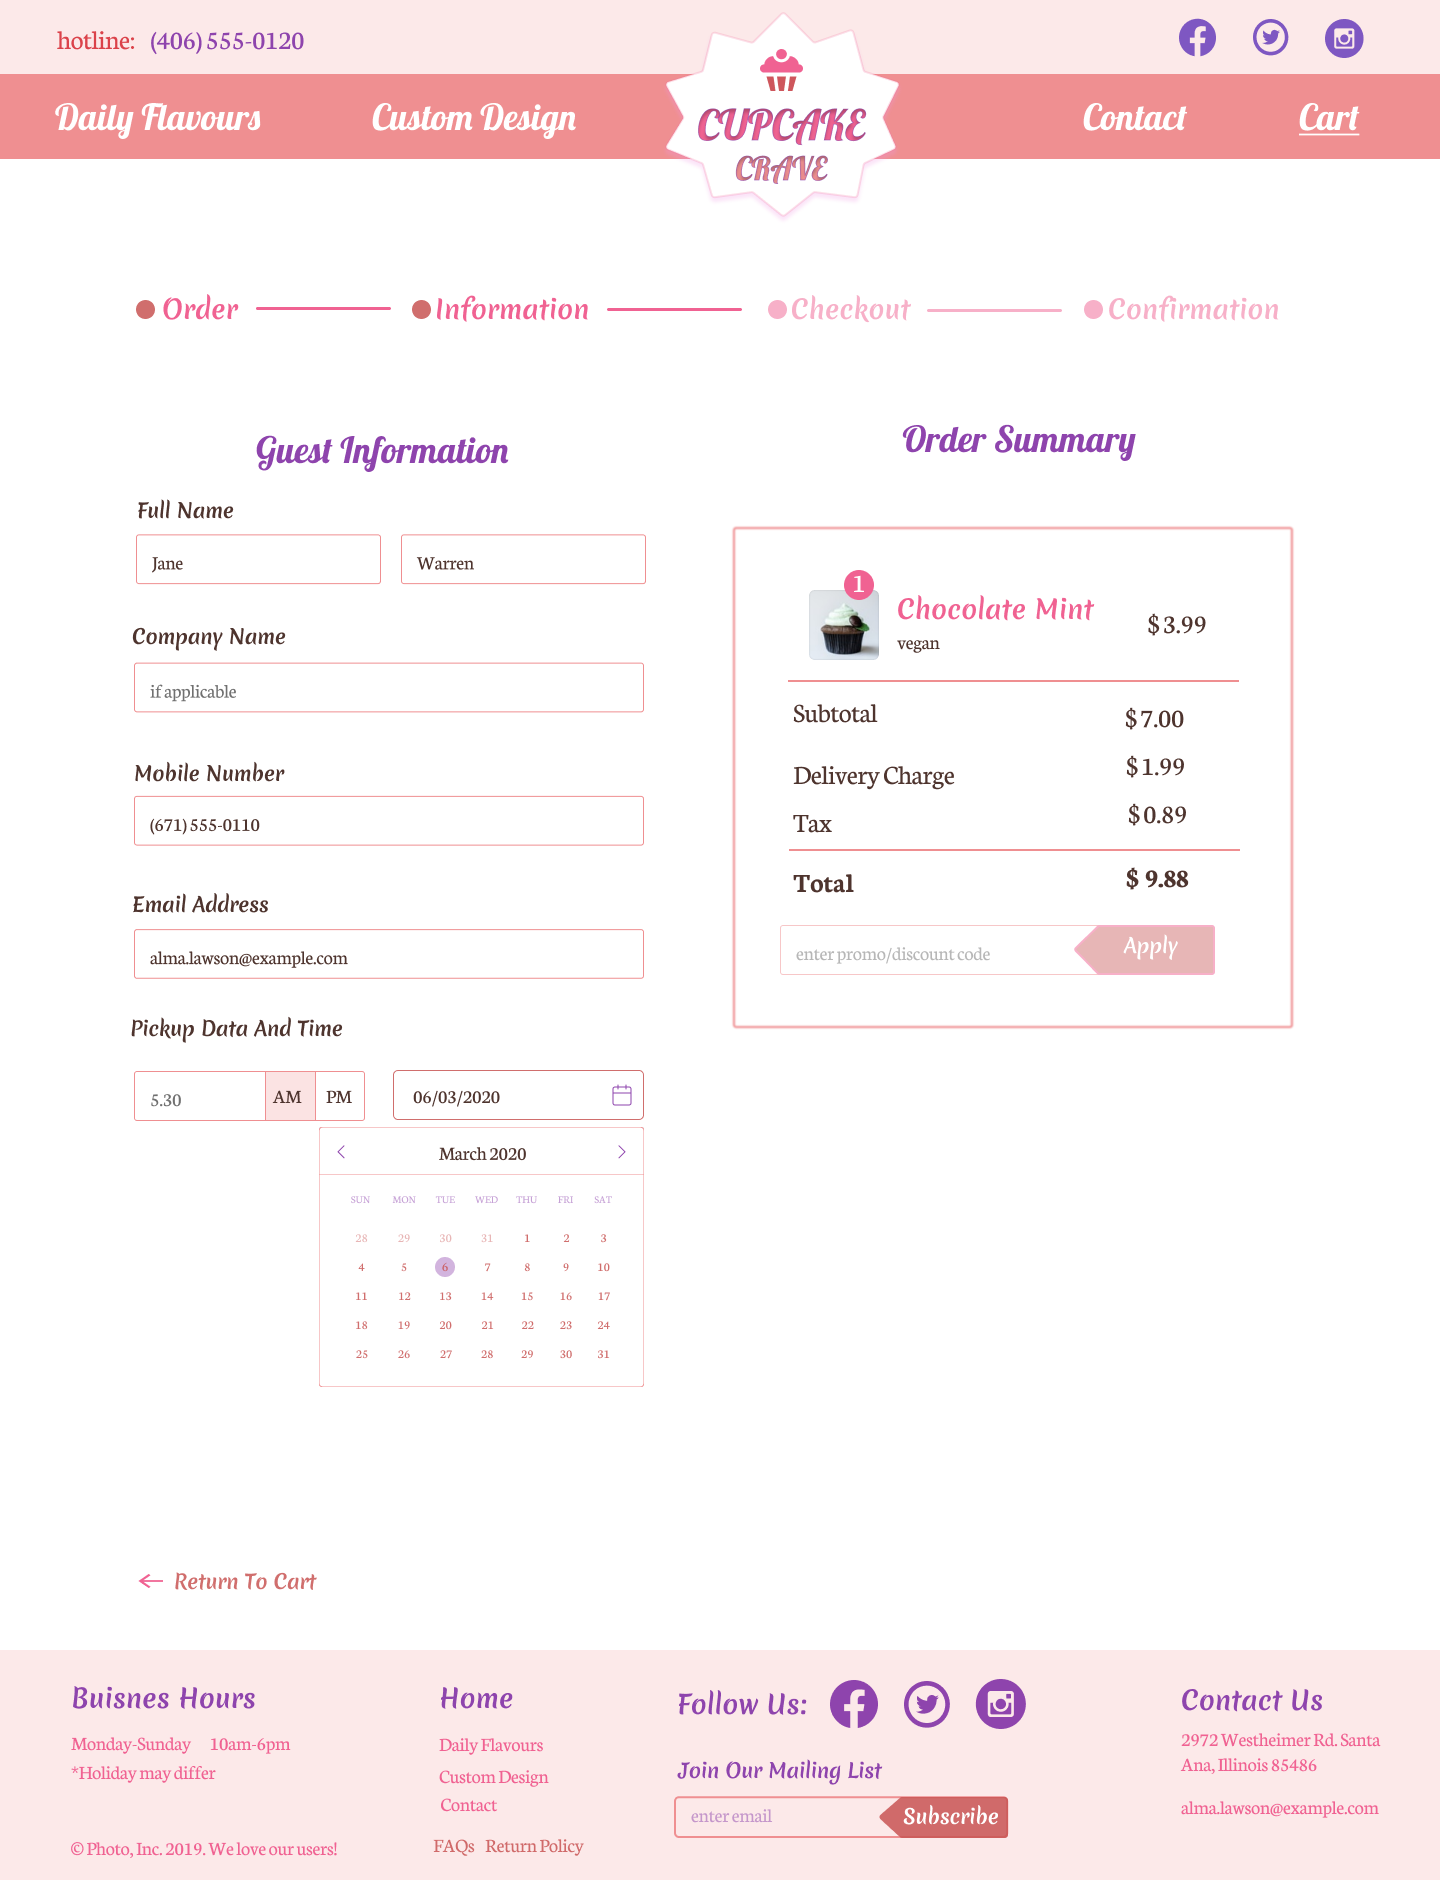 hotline: (406) 555-0120
Daily Flavours
Custom Design
CUPCAKE
CRAVE
Contact
Cart
Order
Information
Checkout
Confirmation
Guest Information
Full Name
Jane
Warren
Company Name
if applicable
Mobile Number
(671) 555-0110
Email Address
alma.lawson@example.com
Pickup Data And Time
5.30 AM PM
06/03/2020
March 2020
SUN MON TUE WED THU FRI SAT
28 29 30 31 1 2 3
4 5 6 7 8 9 10
11 12 13 14 15 16 17
18 19 20 21 22 23 24
25 26 27 28 29 30 31
Order Summary
1
Chocolate Mint
vegan
$ 3.99
Subtotal $ 7.00
Delivery Charge $ 1.99
Tax $ 0.89
Total $ 9.88
enter promo/discount code Apply
Return To Cart
Buisnes Hours
Monday-Sunday 10am-6pm
*Holiday may differ
© Photo, Inc. 2019. We love our users!
Home
Daily Flavours
Custom Design
Contact
FAQs Return Policy
Follow Us:
Join Our Mailing List
enter email Subscribe
Contact Us
2972 Westheimer Rd. Santa
Ana, Illinois 85486
alma.lawson@example.com